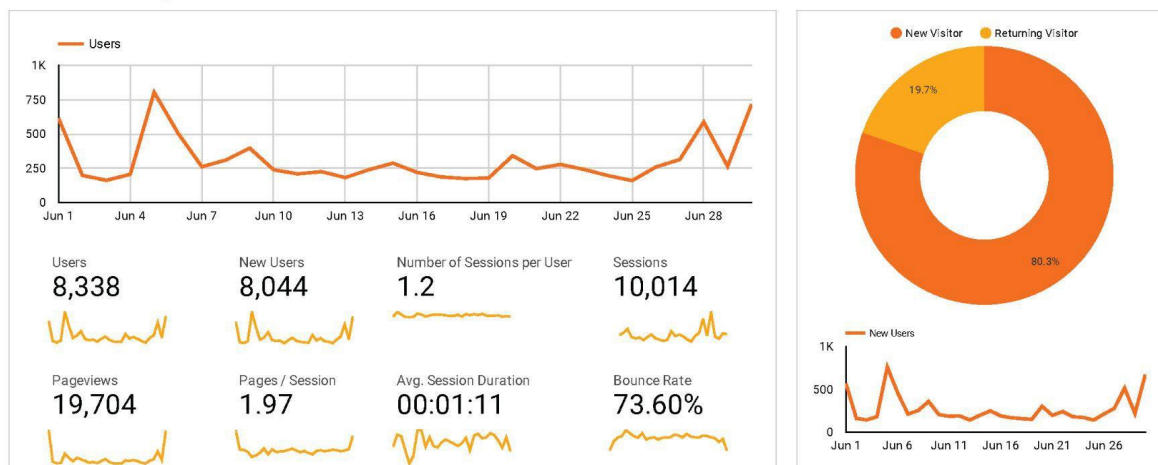 Users
1K
750
500
250
0
Jun 1 Jun 4 Jun 7 Jun 10 Jun 13 Jun 16 Jun 19 Jun 22 Jun 25 Jun 28
Users New Users Number of Sessions per User Sessions
8,338 8,044 1.2 10,014
Pageviews Pages / Session Avg. Session Duration Bounce Rate
19,704 1.97 00:01:11 73.60%
New Visitor Returning Visitor
19.7%
80.3%
New Users
1K
500
0
Jun 1 Jun 6 Jun 11 Jun 16 Jun 21 Jun 26